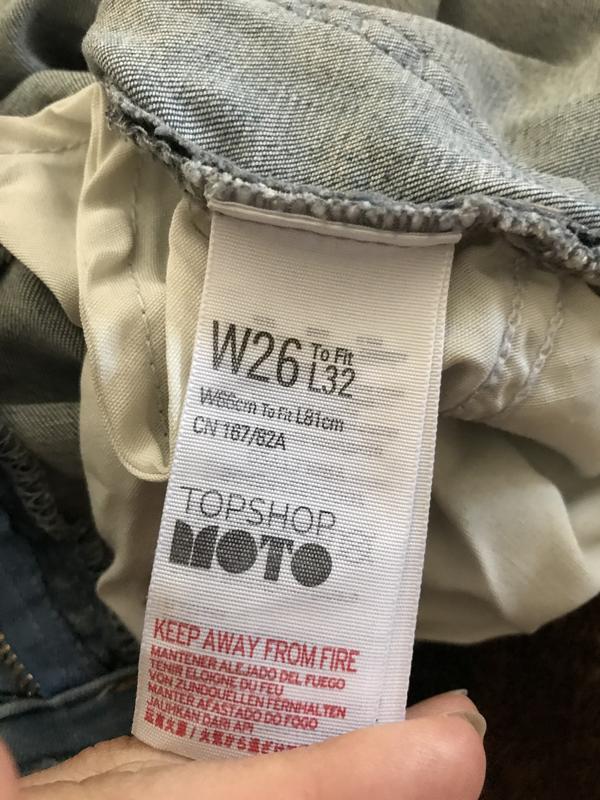 W26 To Fit L32
W66cm To Fit L81cm
CN 167/82A
TOPSHOP
MOTO
KEEP AWAY FROM FIRE
MANTENER ALEJADO DEL FUEGO
TENIR ELOIGNE DU FEU
VON ZUNDQUELLEN FERNHALTEN
MANTER AFASTADO DO FOGO
JAUHKAN DARI API